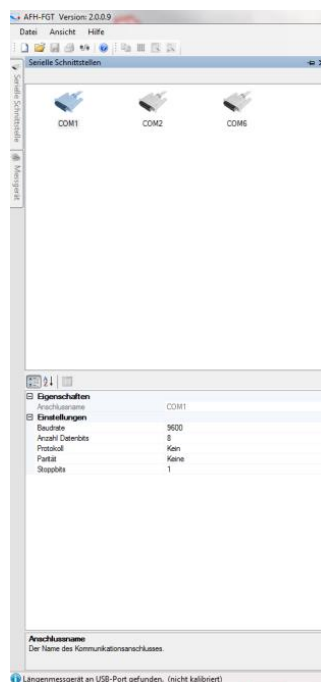 AFH-FGT Version: 2.0.0.9
Datei Ansicht Hilfe
Serielle Schnittstellen
Serielle Schnittstelle
Messgerät
COM1 COM2 COM6
Eigenschaften
Anschlussname COM1
Einstellungen
Baudrate 9600
Anzahl Datenbits 8
Protokoll Kein
Parität Keine
Stoppbits 1
Anschlussname
Der Name des Kommunikationsanschlusses.
Längenmessgerät an USB-Port gefunden. (nicht kalibriert)